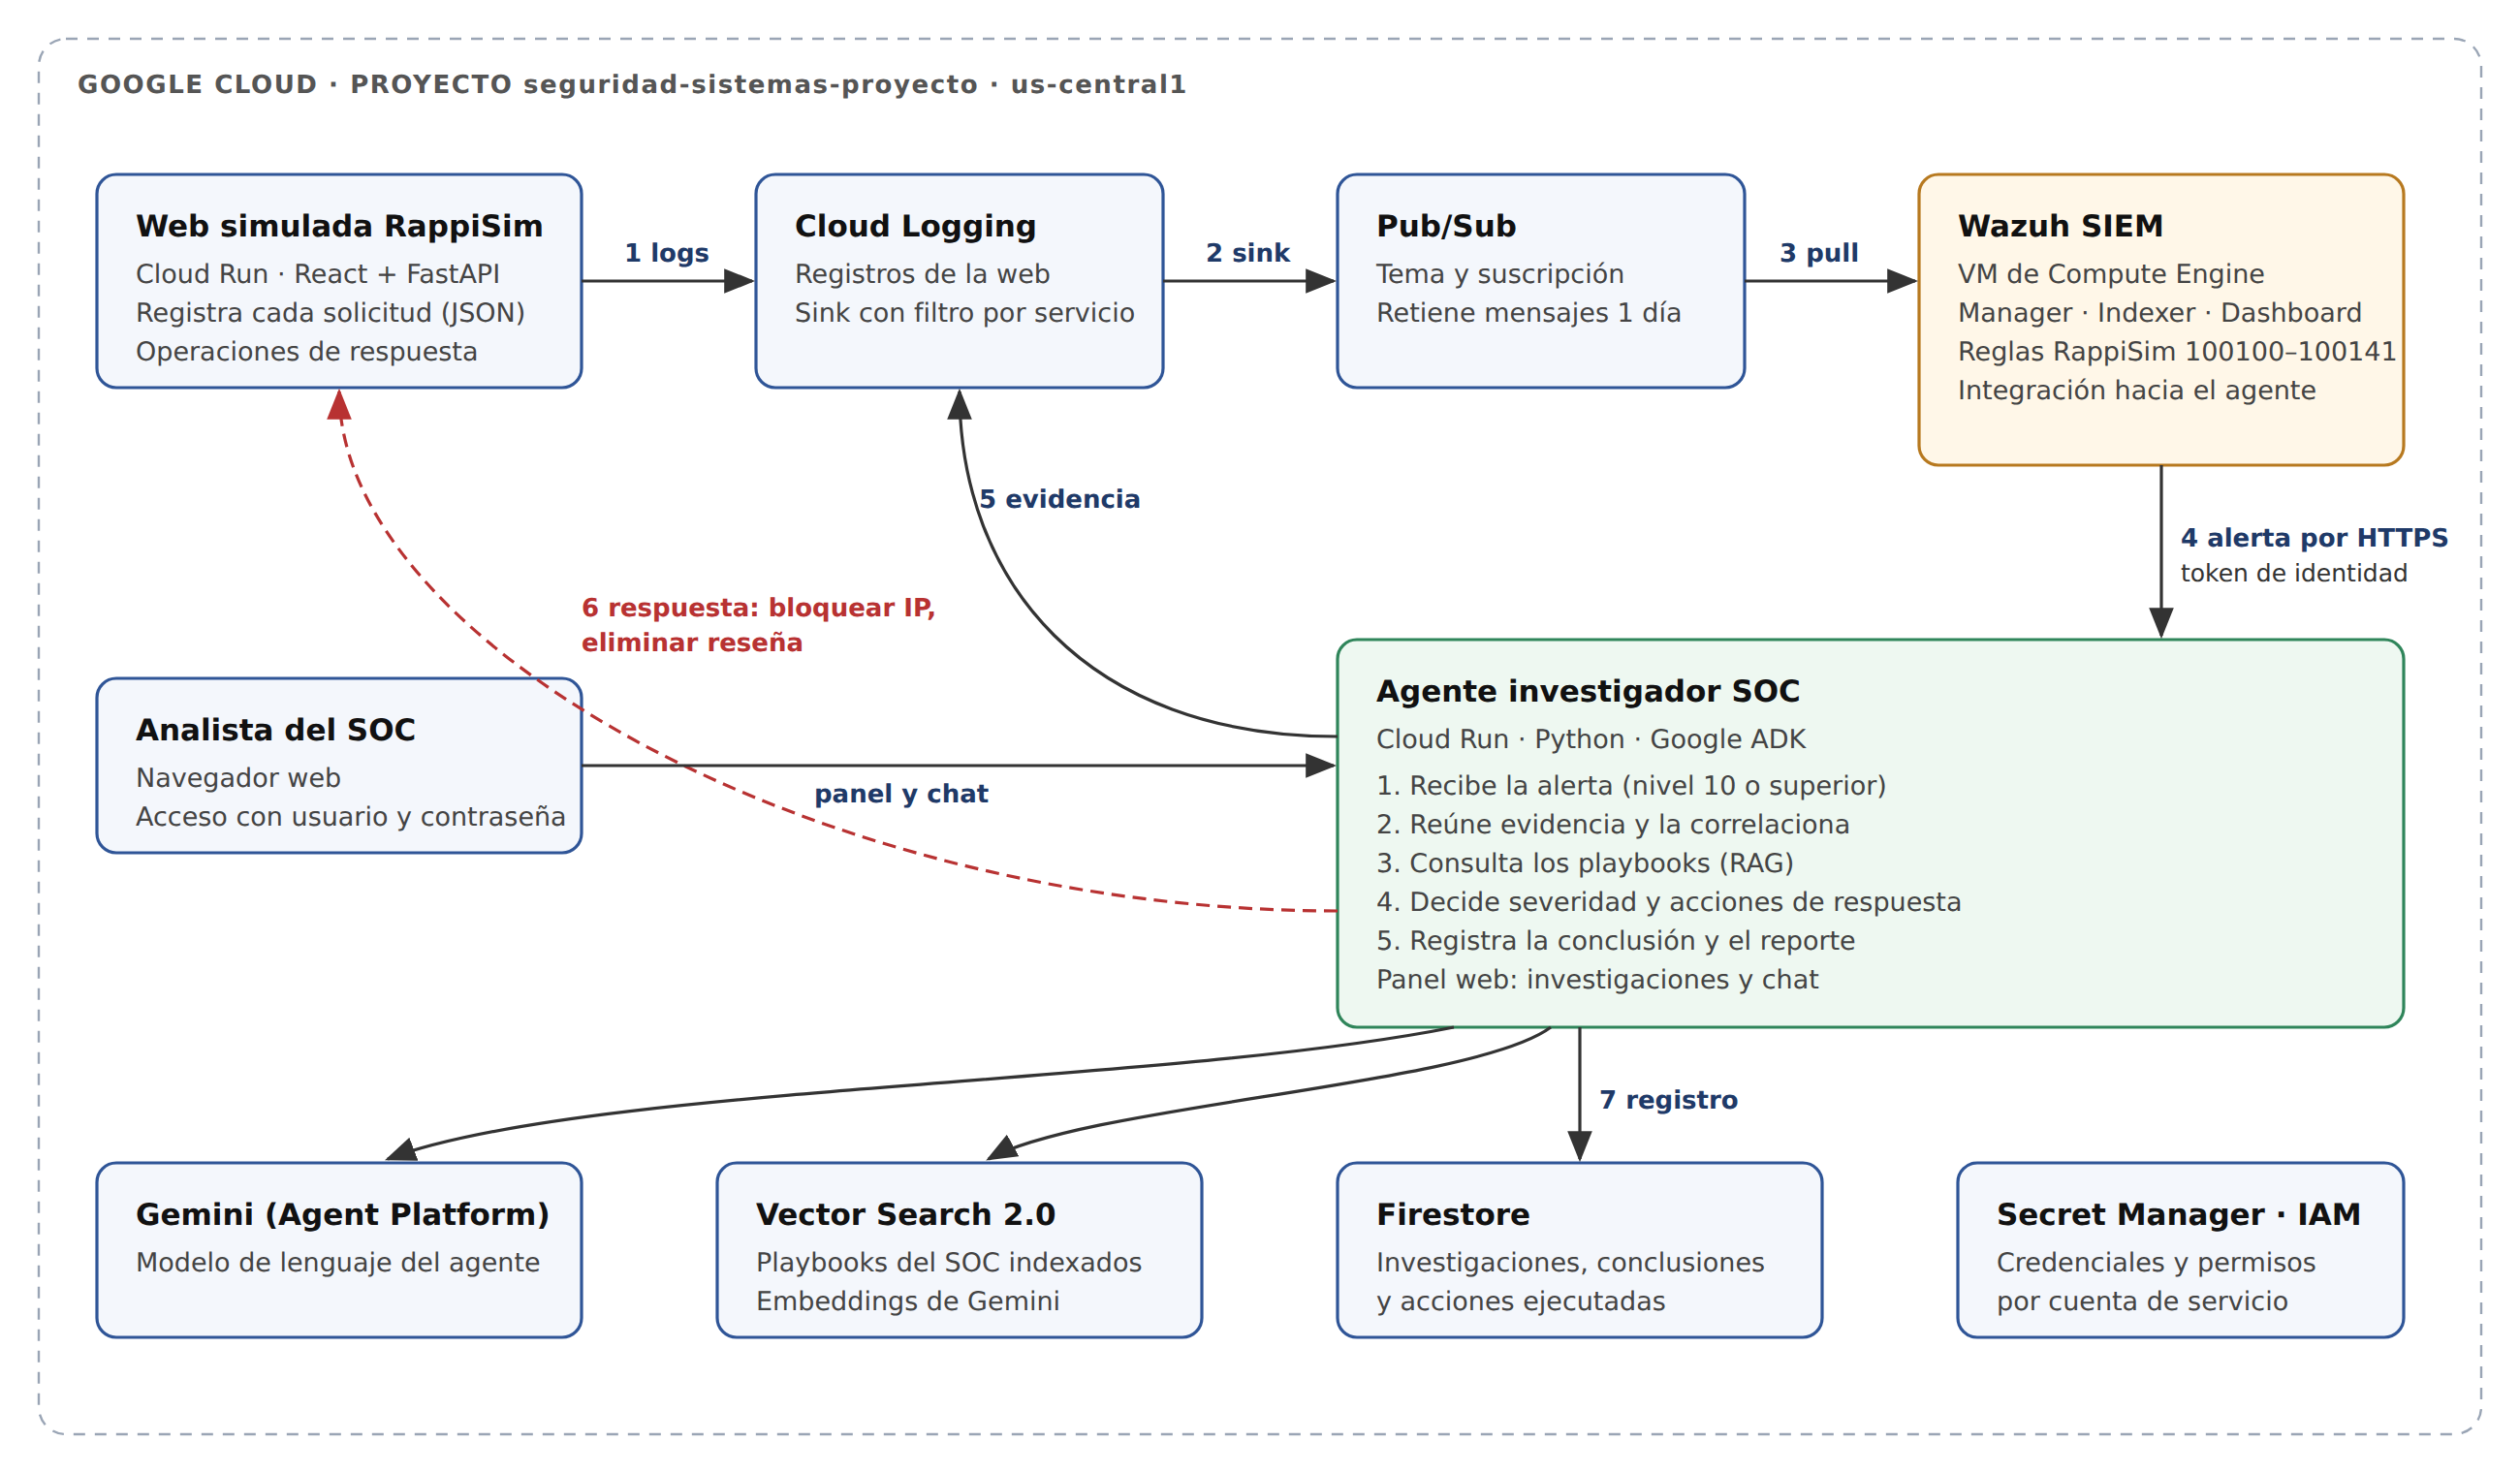 GOOGLE CLOUD · PROYECTO seguridad-sistemas-proyecto · us-central1
Web simulada RappiSim
Cloud Run · React + FastAPI
Registra cada solicitud (JSON)
Operaciones de respuesta
1 logs
Cloud Logging
Registros de la web
Sink con filtro por servicio
2 sink
Pub/Sub
Tema y suscripción
Retiene mensajes 1 día
3 pull
Wazuh SIEM
VM de Compute Engine
Manager · Indexer · Dashboard
Reglas RappiSim 100100–100141
Integración hacia el agente
5 evidencia
4 alerta por HTTPS
token de identidad
6 respuesta: bloquear IP,
eliminar reseña
Analista del SOC
Navegador web
Acceso con usuario y contraseña
panel y chat
Agente investigador SOC
Cloud Run · Python · Google ADK
1. Recibe la alerta (nivel 10 o superior)
2. Reúne evidencia y la correlaciona
3. Consulta los playbooks (RAG)
4. Decide severidad y acciones de respuesta
5. Registra la conclusión y el reporte
Panel web: investigaciones y chat
7 registro
Gemini (Agent Platform)
Modelo de lenguaje del agente
Vector Search 2.0
Playbooks del SOC indexados
Embeddings de Gemini
Firestore
Investigaciones, conclusiones
y acciones ejecutadas
Secret Manager · IAM
Credenciales y permisos
por cuenta de servicio